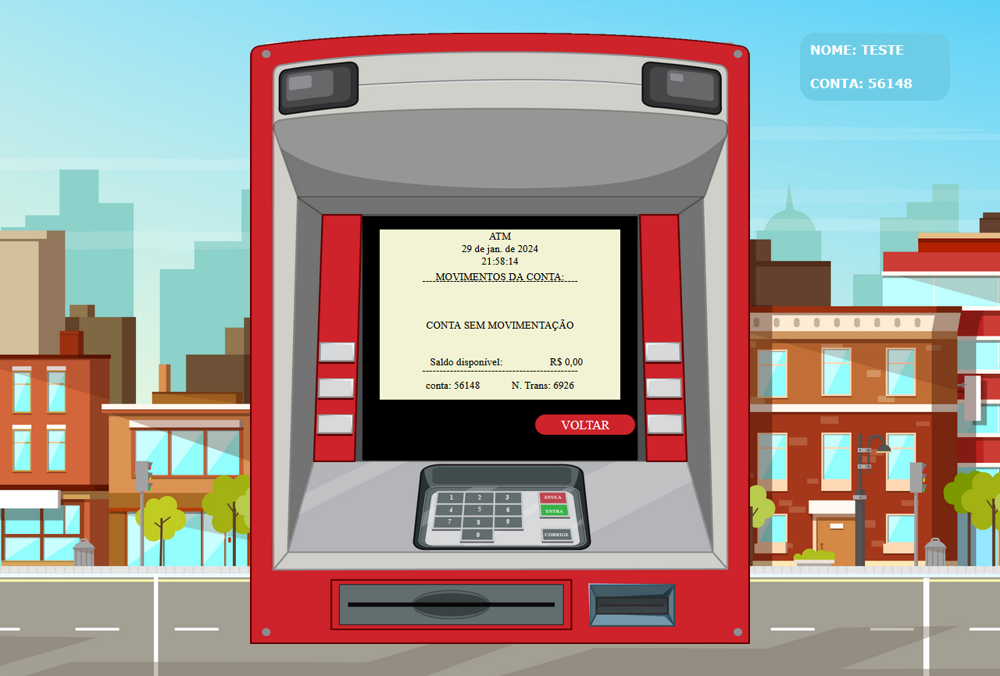 NOME: TESTE
CONTA: 56148
ATM
29 de jan. de 2024
21:58:14
MOVIMENTOS DA CONTA:
CONTA SEM MOVIMENTAÇÃO
Saldo disponível: R$ 0,00
conta: 56148 N. Trans: 6926
VOLTAR
1 2 3 ANULA
4 5 6 ENTRA
7 8 9
0 CORRIGE